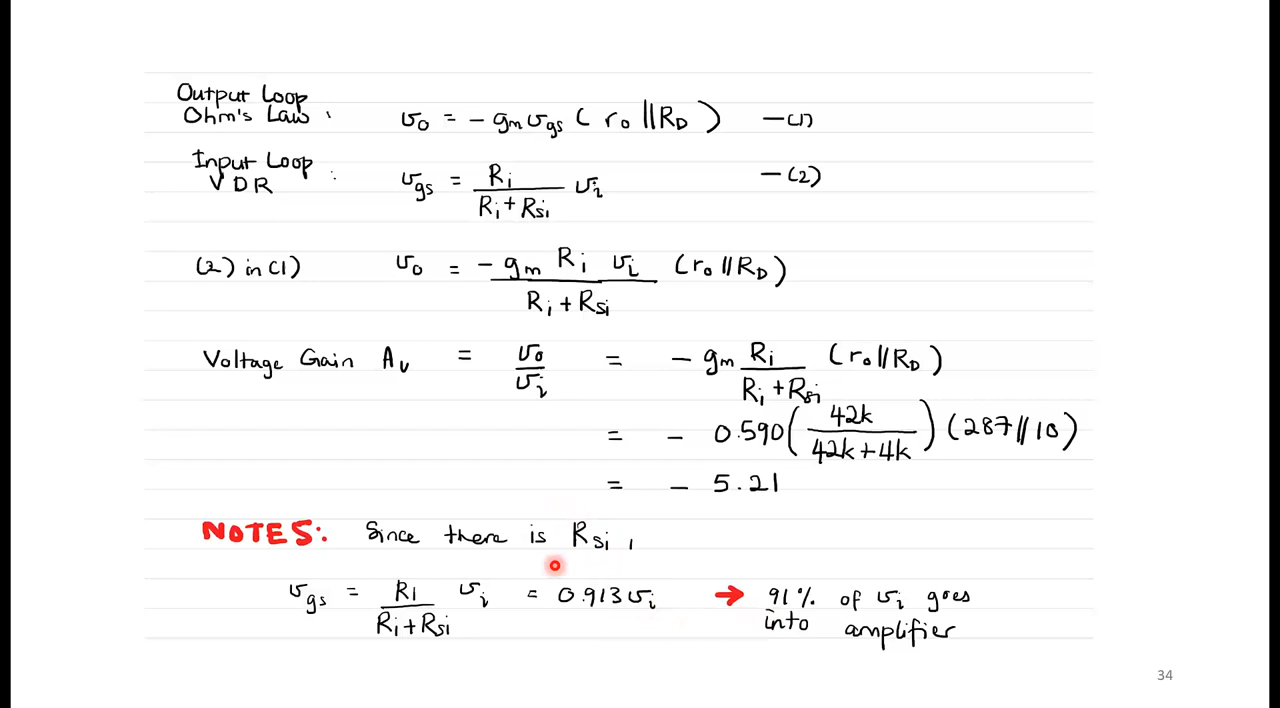 Output Loop
Ohm's Law : υo = - gm υgs ( ro || RD ) —(1)
Input Loop
VDR : υgs = Ri / (Ri + Rsi) υi —(2)
(2) in (1) υo = - gm Ri υi / (Ri + Rsi) (ro || RD)
Voltage Gain Av = υo / υi = - gm Ri / (Ri + Rsi) (ro || RD)
= - 0.590 ( 42k / (42k + 4k) ) (287 || 10)
= - 5.21
NOTES: Since there is Rsi ,
υgs = Ri / (Ri + Rsi) υi = 0.913 υi → 91% of υi goes
into amplifier
34